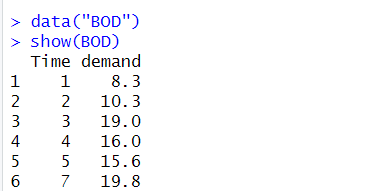 > data("BOD")
> show(BOD)
  Time demand
1    1    8.3
2    2   10.3
3    3   19.0
4    4   16.0
5    5   15.6
6    7   19.8